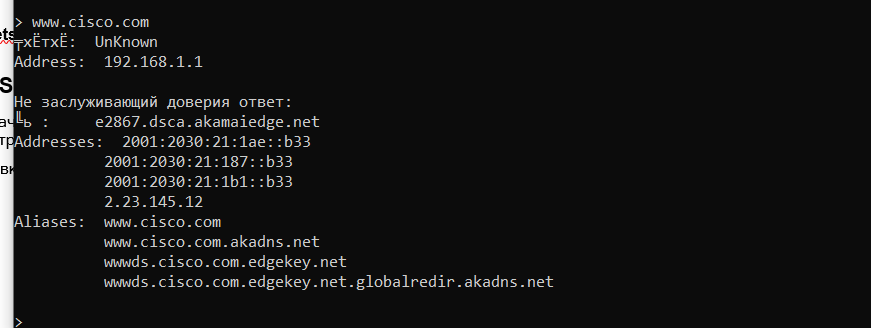 > www.cisco.com
╤хЁтхЁ:  UnKnown
Address:  192.168.1.1
Не заслуживающий доверия ответ:
╚ь :     e2867.dsca.akamaiedge.net
Addresses:  2001:2030:21:1ae::b33
2001:2030:21:187::b33
2001:2030:21:1b1::b33
2.23.145.12
Aliases:  www.cisco.com
www.cisco.com.akadns.net
wwwds.cisco.com.edgekey.net
wwwds.cisco.com.edgekey.net.globalredir.akadns.net
>